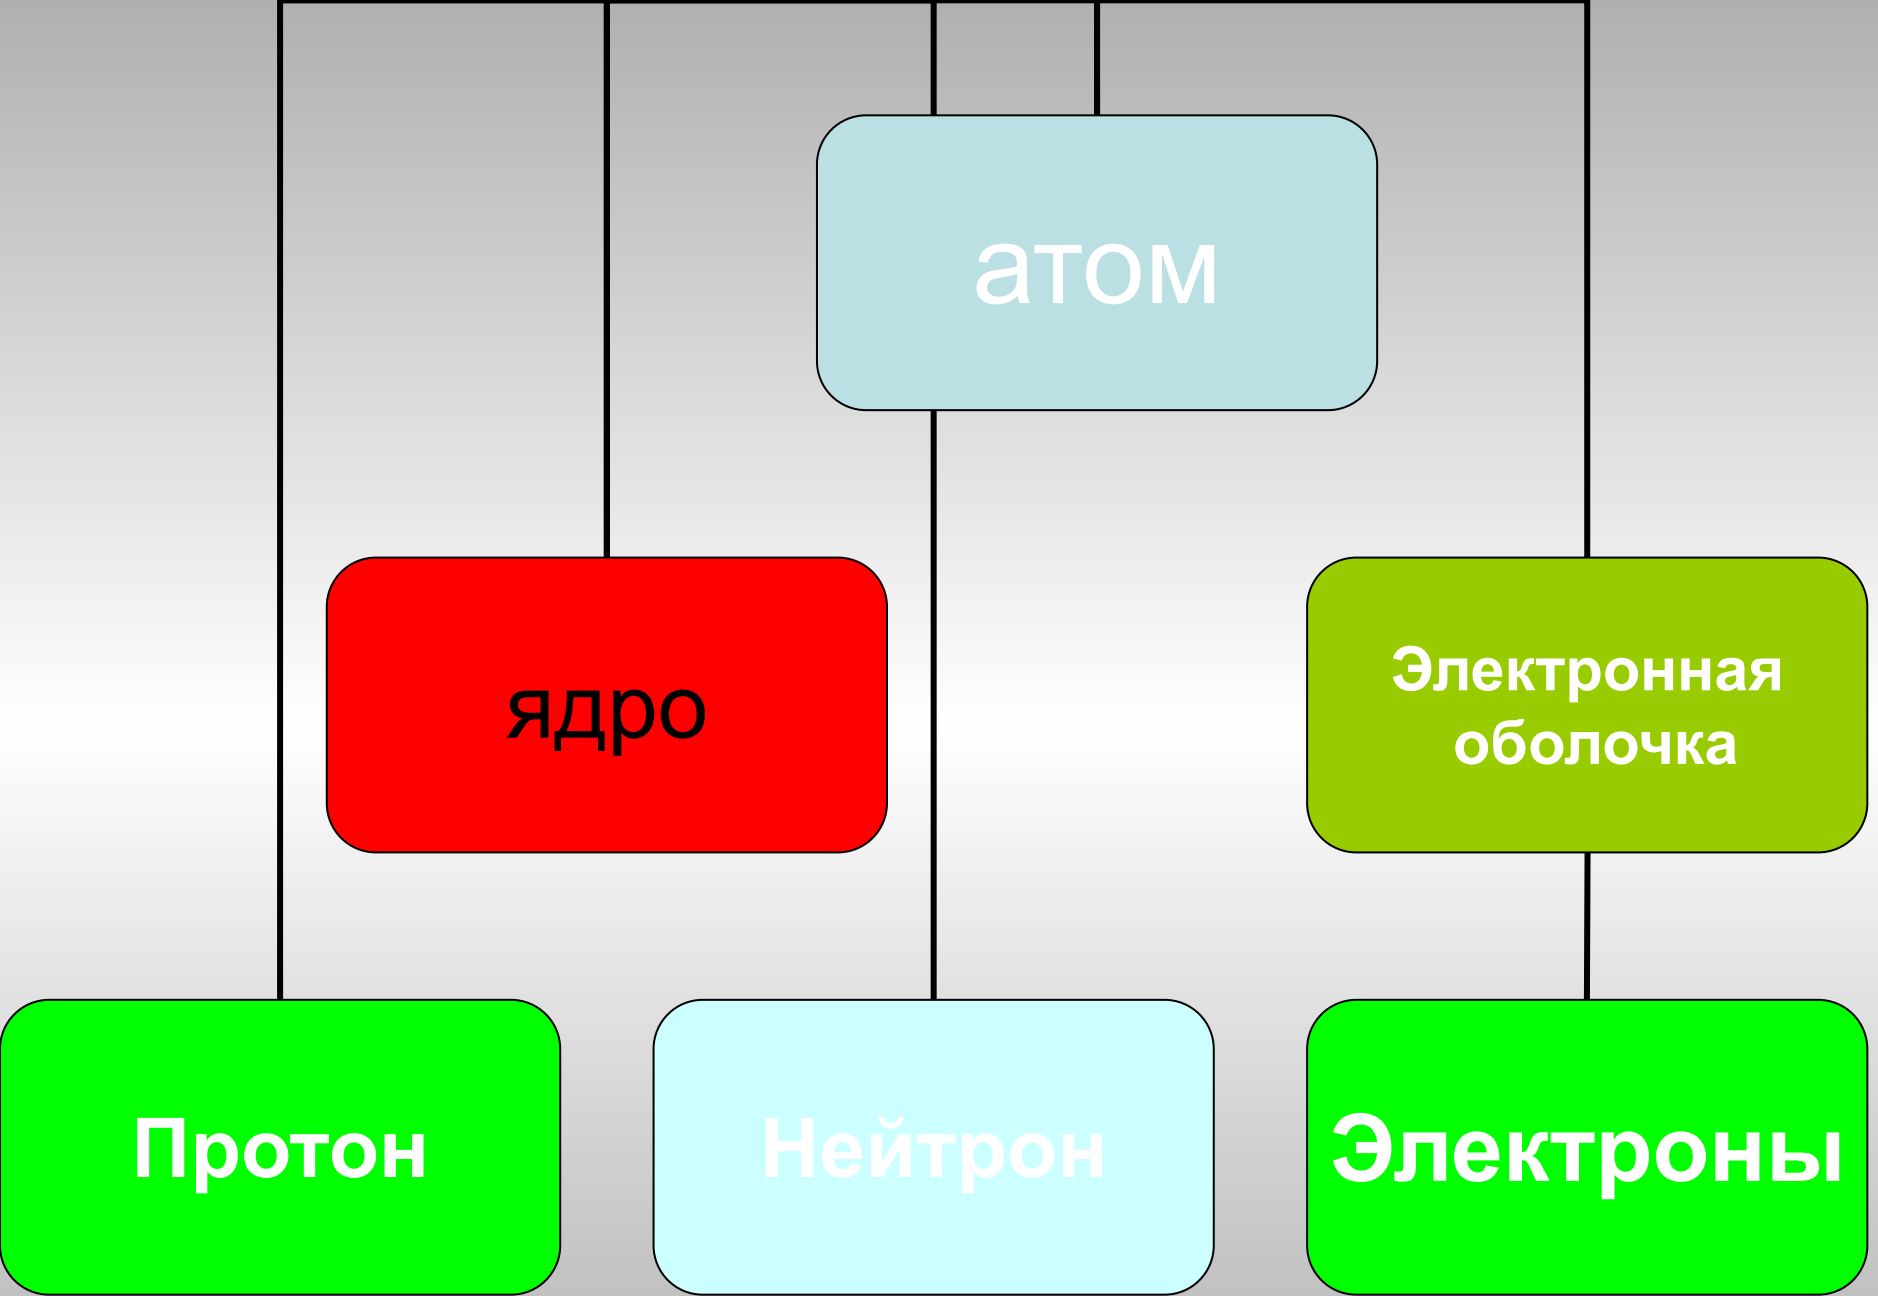 атом
ядро
Электронная
оболочка
Протон
Нейтрон
Электроны